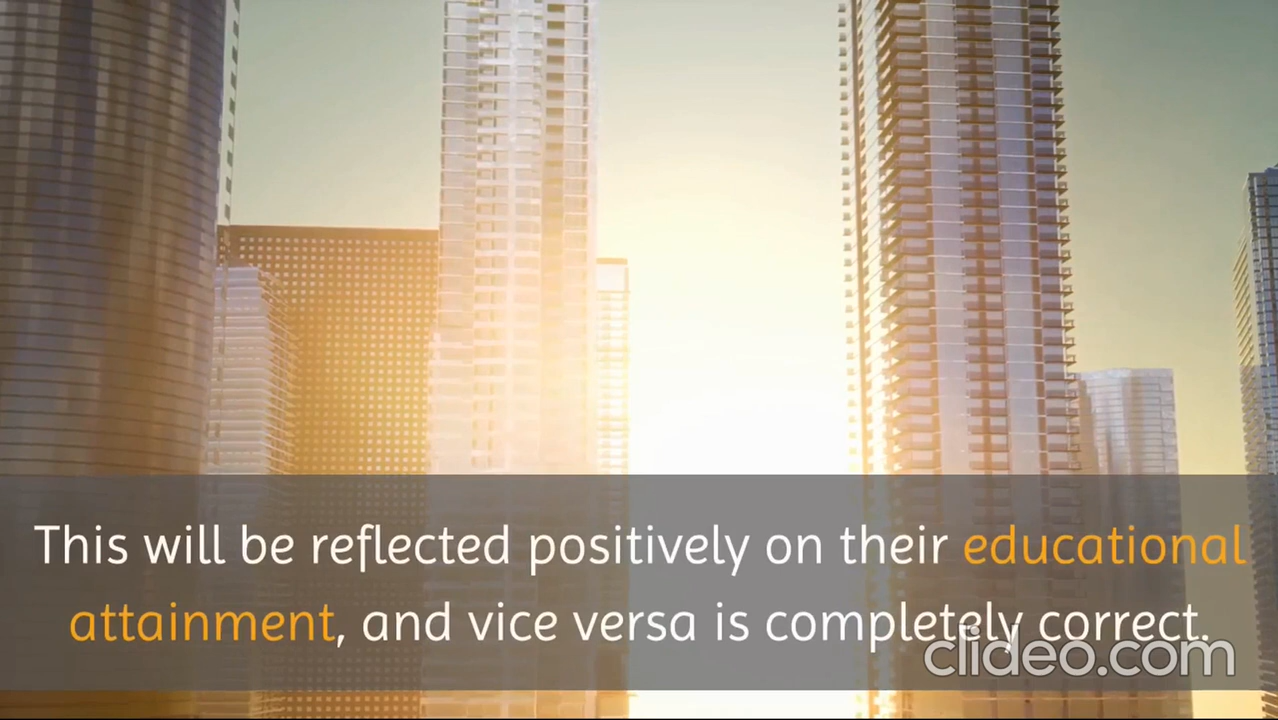 This will be reflected positively on their educational
attainment, and vice versa is completely correct.
clideo.com